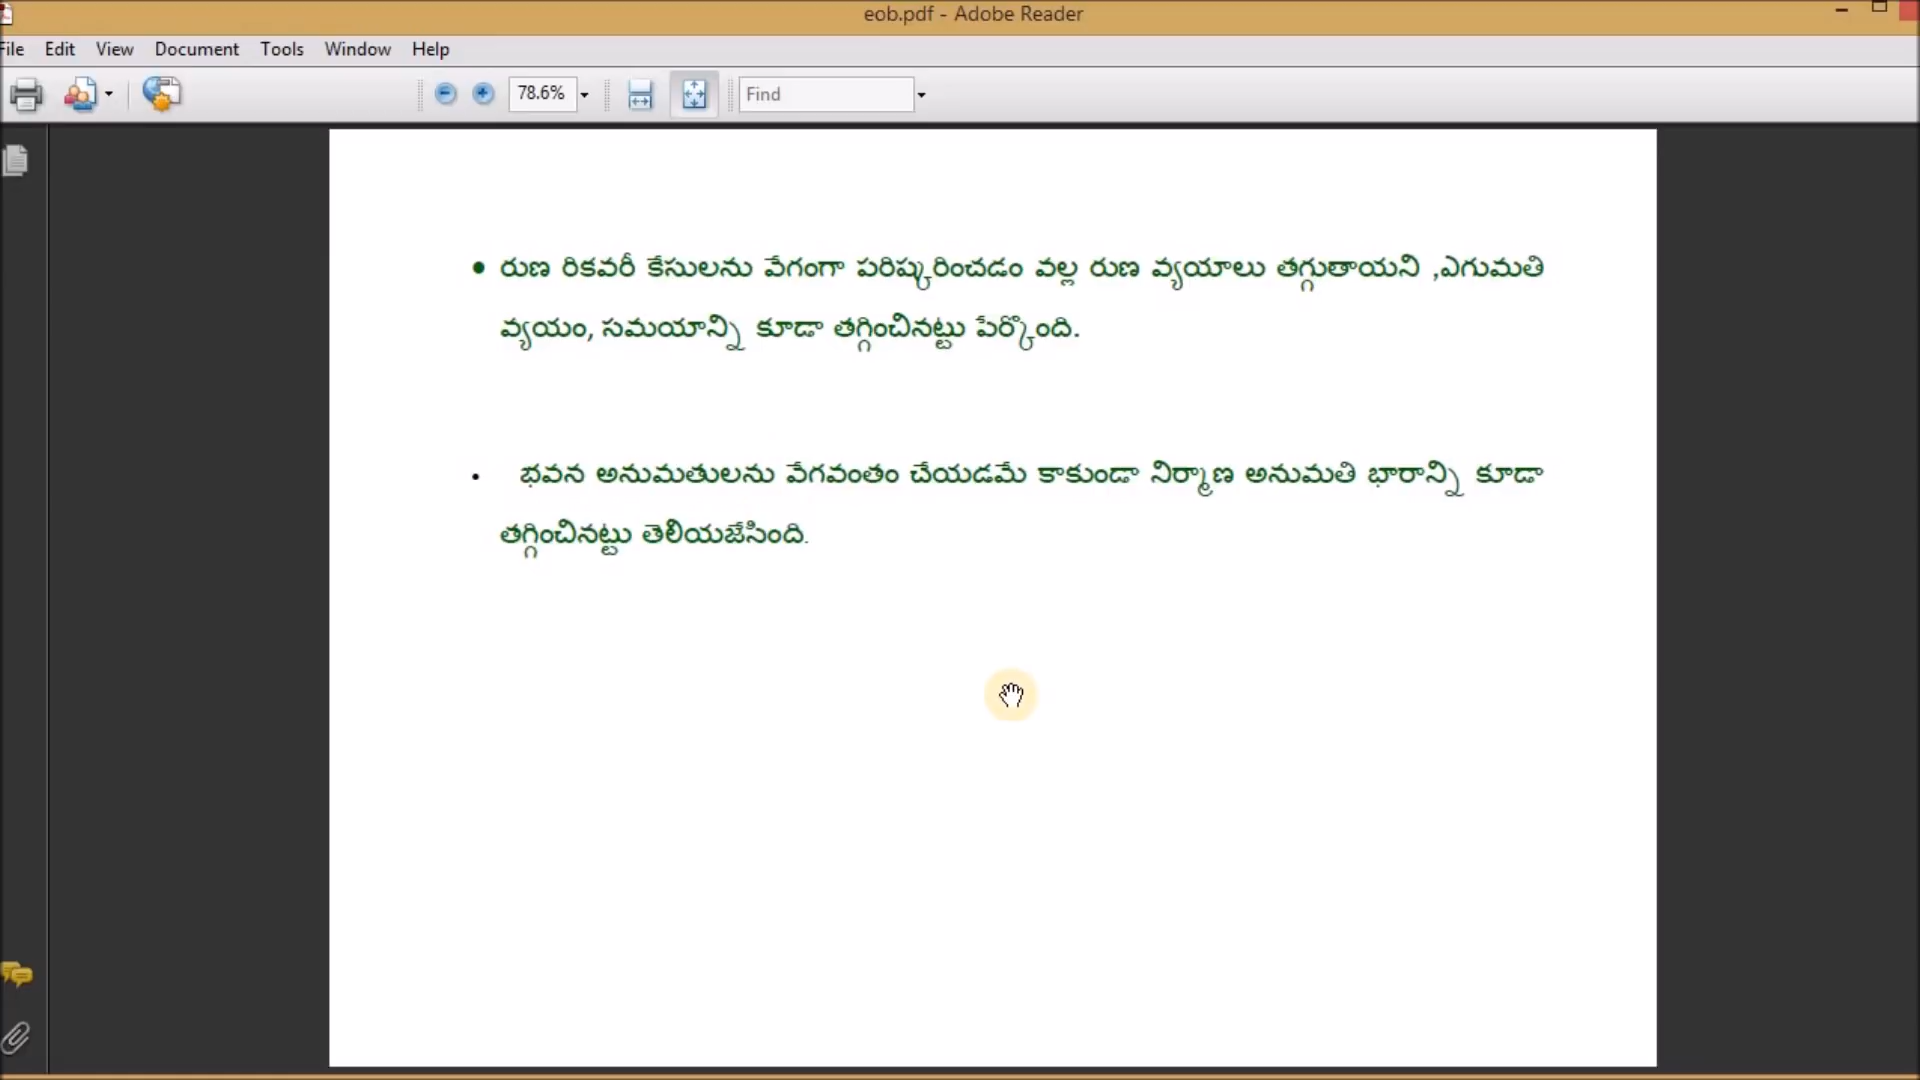 eob.pdf - Adobe Reader
File Edit View Document Tools Window Help
78.6% Find
• రుణ రికవరీ కేసులను వేగంగా పరిష్కరించడం వల్ల రుణ వ్యయాలు తగ్గుతాయని ,ఎగుమతి
వ్యయం, సమయాన్ని కూడా తగ్గించినట్టు పేర్కొంది.
• భవన అనుమతులను వేగవంతం చేయడమే కాకుండా నిర్మాణ అనుమతి భారాన్ని కూడా
తగ్గించినట్టు తెలియజేసింది.